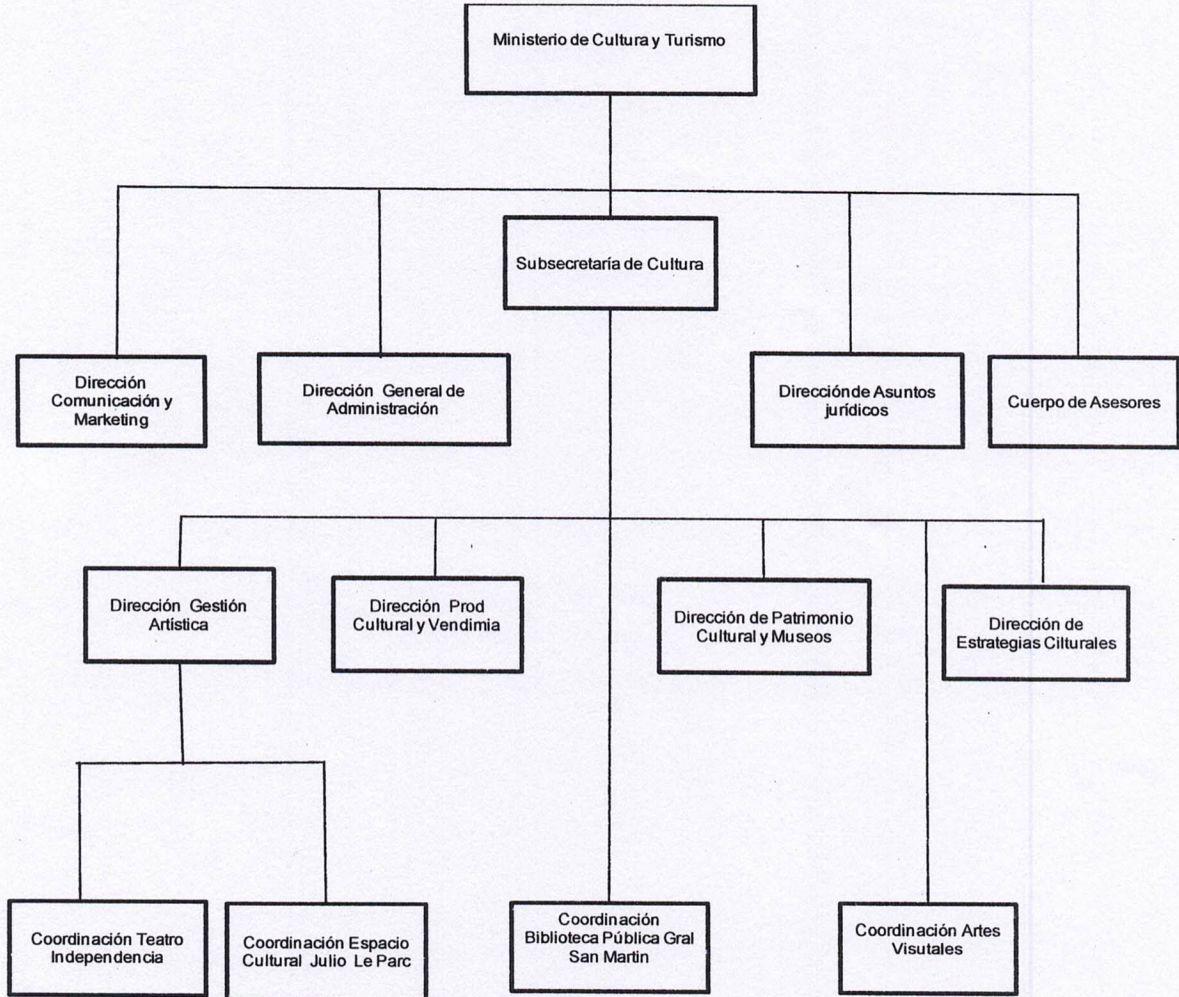 Ministerio de Cultura y Turismo
Subsecretaría de Cultura
Dirección
Comunicación y
Marketing
Dirección General de
Administración
Direcciónde Asuntos
jurídicos
Cuerpo de Asesores
Dirección Gestión
Artística
Dirección Prod
Cultural y Vendimia
Dirección de Patrimonio
Cultural y Museos
Dirección de
Estrategias Cilturales
Coordinación Teatro
Independencia
Coordinación Espacio
Cultural Julio Le Parc
Coordinación
Biblioteca Pública Gral
San Martin
Coordinación Artes
Visutales